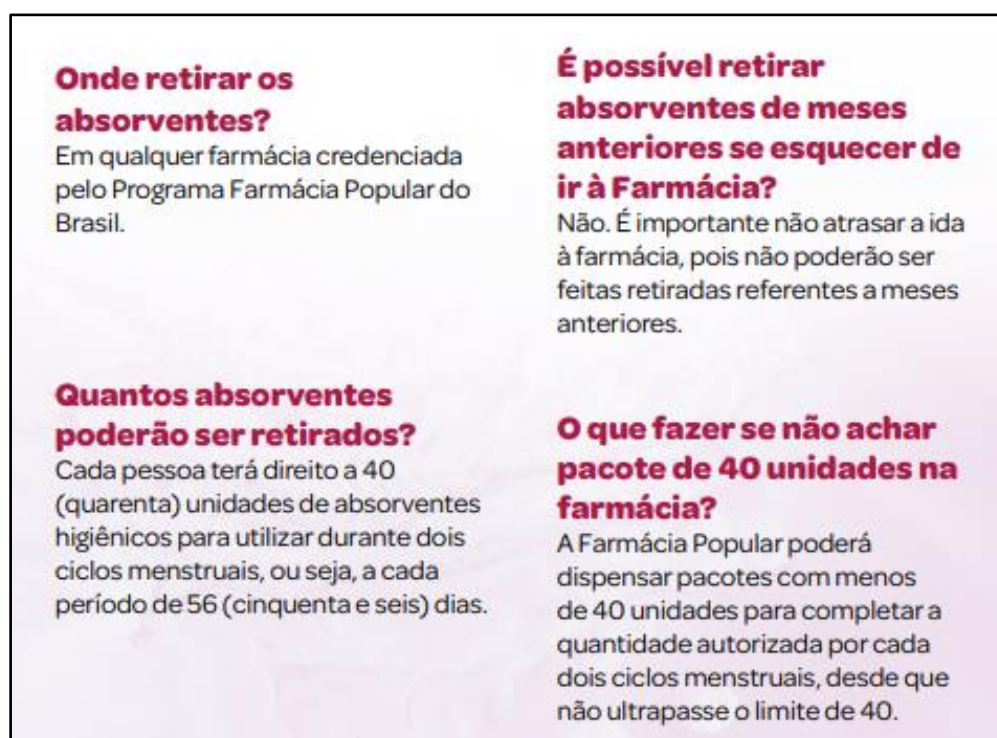 Onde retirar os
absorventes?
Em qualquer farmácia credenciada
pelo Programa Farmácia Popular do
Brasil.
Quantos absorventes
poderão ser retirados?
Cada pessoa terá direito a 40
(quarenta) unidades de absorventes
higiênicos para utilizar durante dois
ciclos menstruais, ou seja, a cada
período de 56 (cinquenta e seis) dias.
É possível retirar
absorventes de meses
anteriores se esquecer de
ir à Farmácia?
Não. É importante não atrasar a ida
à farmácia, pois não poderão ser
feitas retiradas referentes a meses
anteriores.
O que fazer se não achar
pacote de 40 unidades na
farmácia?
A Farmácia Popular poderá
dispensar pacotes com menos
de 40 unidades para completar a
quantidade autorizada por cada
dois ciclos menstruais, desde que
não ultrapasse o limite de 40.